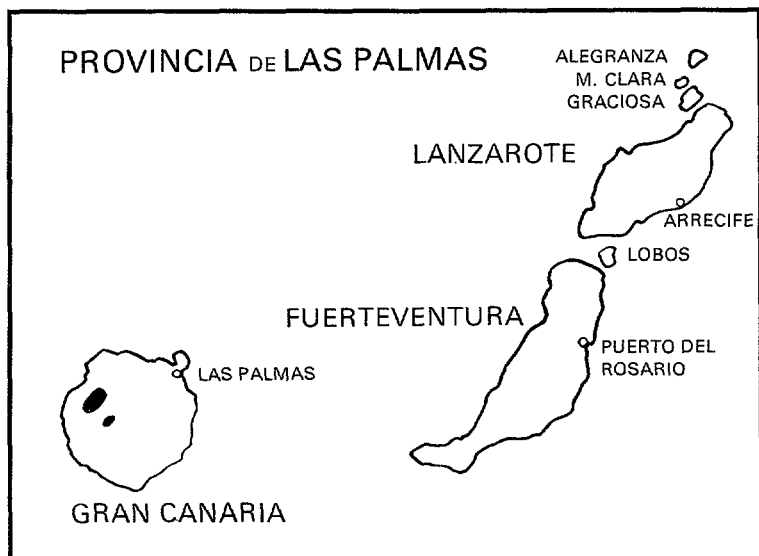 PROVINCIA DE LAS PALMAS
ALEGRANZA
M. CLARA
GRACIOSA
LANZAROTE
ARRECIFE
LOBOS
FUERTEVENTURA
PUERTO DEL
ROSARIO
LAS PALMAS
GRAN CANARIA